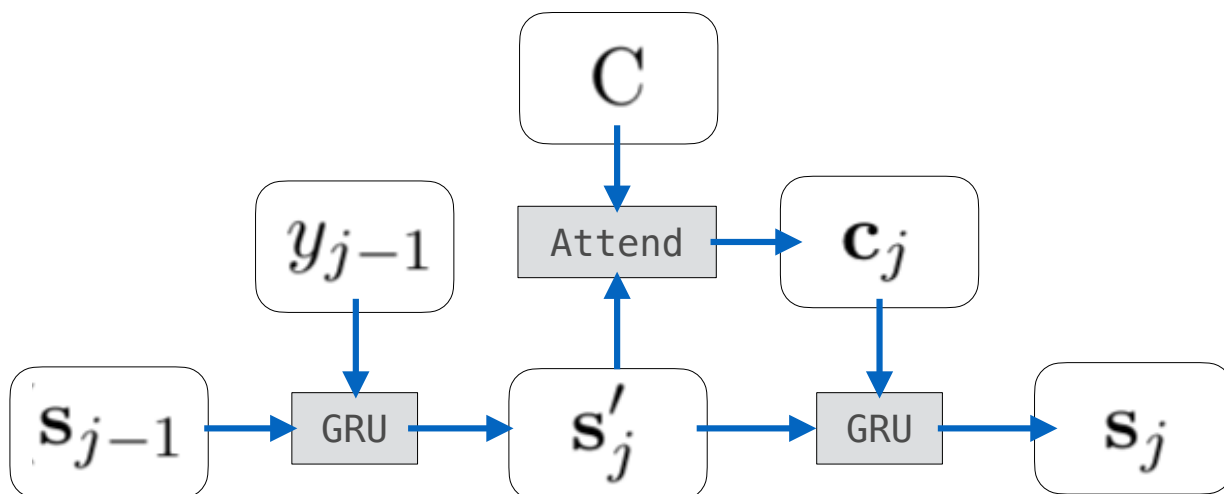 C
y_{j−1}
Attend
𝐜_j
𝐬_{j−1}
GRU
𝐬′_j
GRU
𝐬_j